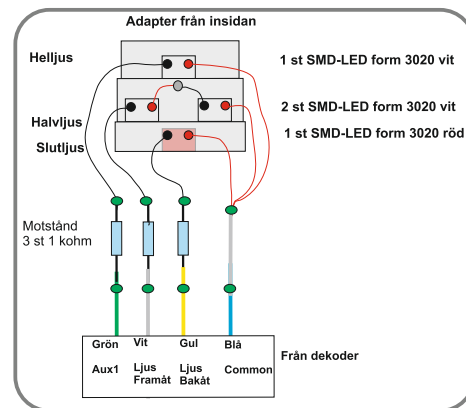 Adapter från insidan
Helljus
1 st SMD-LED form 3020 vit
2 st SMD-LED form 3020 vit
Halvljus
1 st SMD-LED form 3020 röd
Slutljus
Motstånd
3 st 1 kohm
Grön Vit Gul Blå
Från dekoder
Aux1 Ljus Ljus Common
Framåt Bakåt